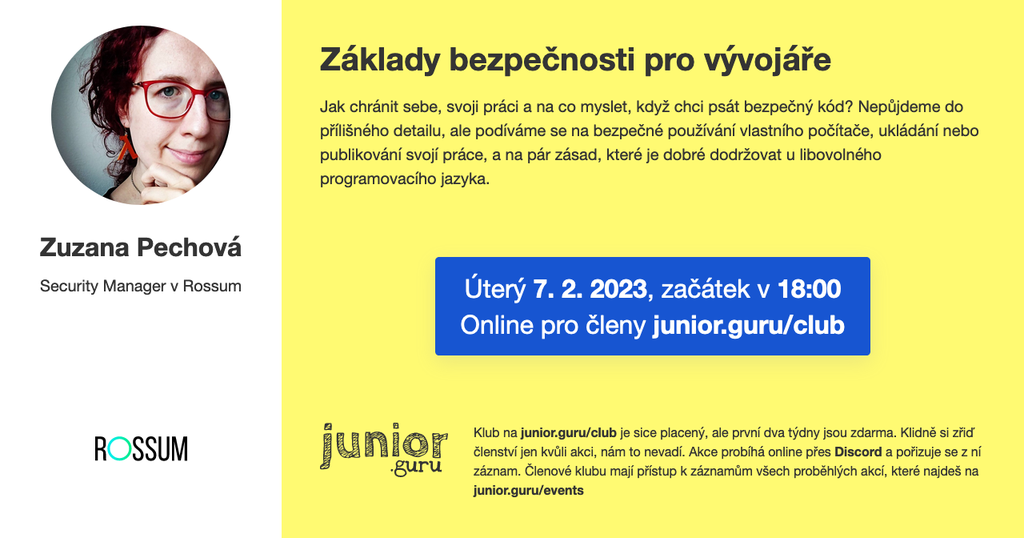 Zuzana Pechová
Security Manager v Rossum
ROSSUM
Základy bezpečnosti pro vývojáře
Jak chránit sebe, svoji práci a na co myslet, když chci psát bezpečný kód? Nepůjdeme do
přílišného detailu, ale podíváme se na bezpečné používání vlastního počítače, ukládání nebo
publikování svojí práce, a na pár zásad, které je dobré dodržovat u libovolného
programovacího jazyka.
Úterý 7. 2. 2023, začátek v 18:00
Online pro členy junior.guru/club
junior
.guru
Klub na junior.guru/club je sice placený, ale první dva týdny jsou zdarma. Klidně si zřiď
členství jen kvůli akci, nám to nevadí. Akce probíhá online přes Discord a pořizuje se z ní
záznam. Členové klubu mají přístup k záznamům všech proběhlých akcí, které najdeš na
junior.guru/events